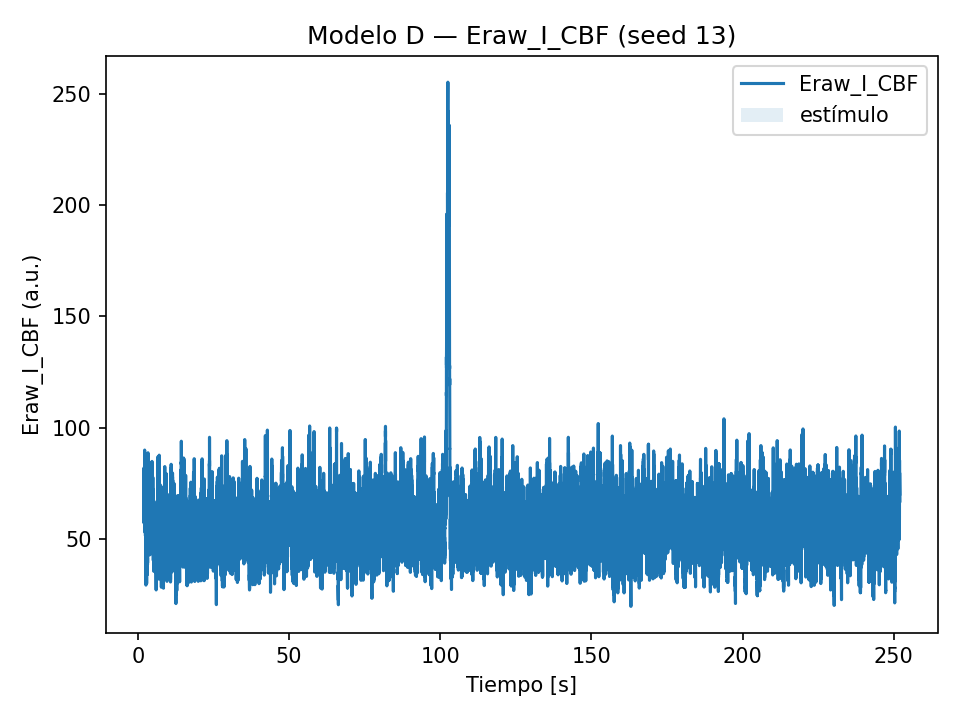 Modelo D — Eraw_I_CBF (seed 13)
Eraw_I_CBF
estímulo
Eraw_I_CBF (a.u.)
250
200
150
100
50
0
50
100
150
200
250
Tiempo [s]